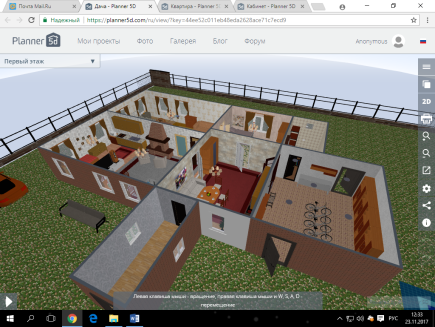 Почта Mail.Ru
Дача - Planner 5D
Квартира - Planner 5D
Кабинет - Planner 5D
Надежный
https://planner5d.com/ru/view/?key=44ee52c011eb46eda2628ace71c7ecd9
Planner 5d
Мои проекты
Фото
Галерея
Блог
Форум
Anonymous
Первый этаж
2D
Левая клавиша мыши - вращение, правая клавиша мыши и W, S, A, D -
перемещение
РУС
12:33
23.11.2017